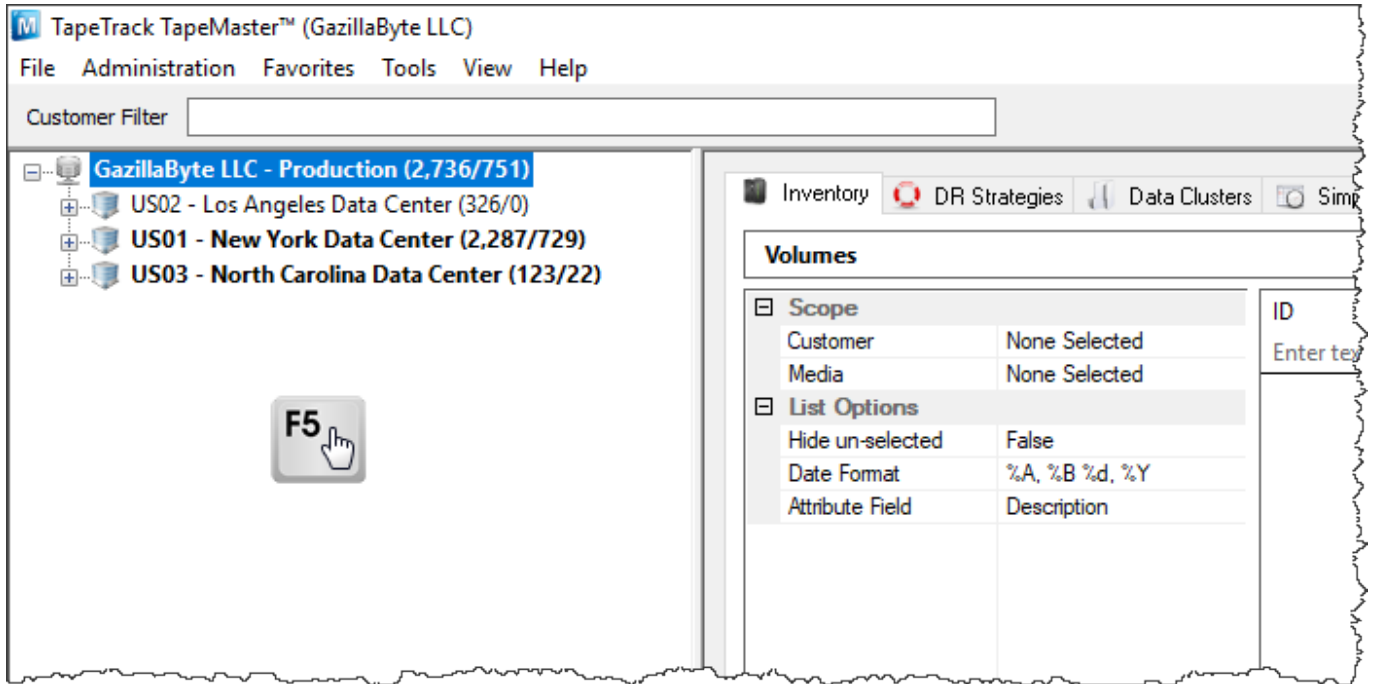 TapeTrack TapeMaster™ (GazillaByte LLC)
File Administration Favorites Tools View Help
Customer Filter
GazillaByte LLC - Production (2,736/751)
US02 - Los Angeles Data Center (326/0)
US01 - New York Data Center (2,287/729)
US03 - North Carolina Data Center (123/22)
F5
Inventory DR Strategies Data Clusters
Volumes
Scope
Customer None Selected
Media None Selected
List Options
Hide un-selected False
Date Format %A, %B %d, %Y
Attribute Field Description
ID
Enter